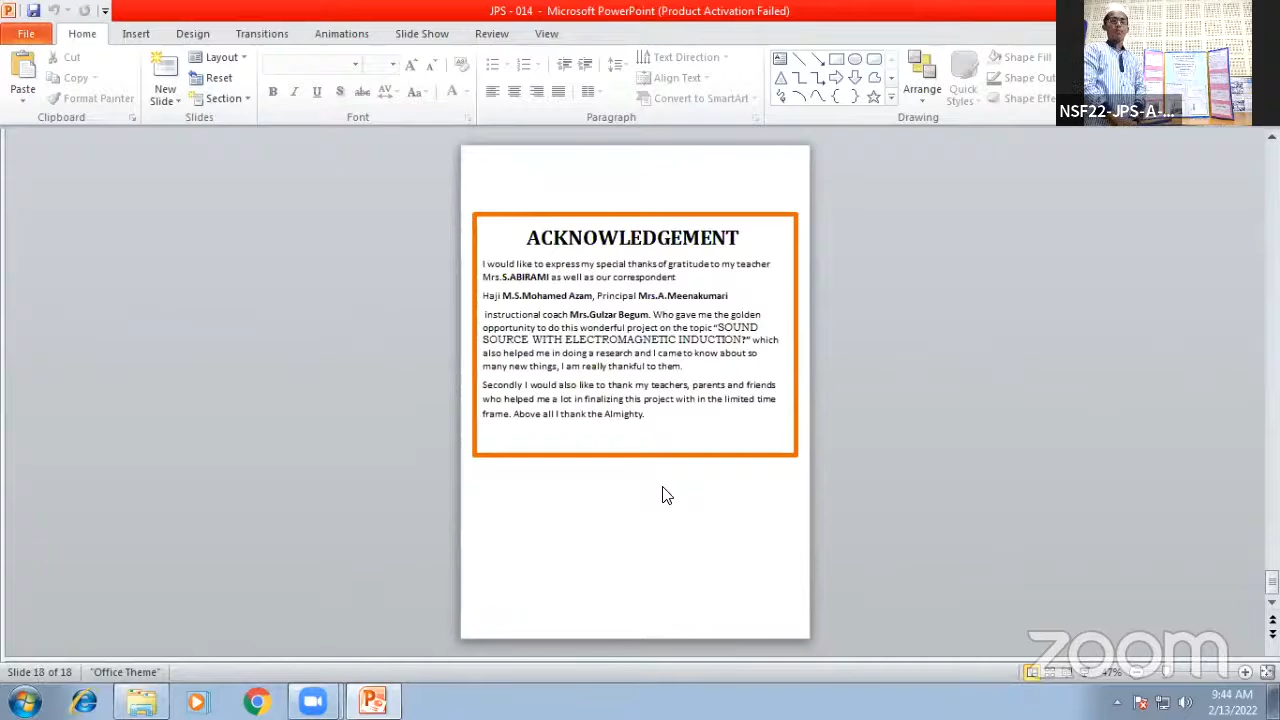 JPS - 014 - Microsoft PowerPoint (Product Activation Failed)
File Home Insert Design Transitions Animations Slide Show Review View
Cut
Copy
Format Paint
Paste
Clipboard
New
Slide
Layout
Reset
Section
Slides
Font
Text Direction
Align Text
Convert to SmartArt
Paragraph
Arrange
Quick
Styles
Shape Fill
Shape Ou
Shape Effe
Drawing
NSF22-JPS-A-...
ACKNOWLEDGEMENT
I would like to express my special thanks of gratitude to my teacher
Mrs.S.ABIRAMI as well as our correspondent
Haji M.S.Mohamed Azam, Principal Mrs.A.Meenakumari
instructional coach Mrs.Gulzar Begum. Who gave me the golden
opportunity to do this wonderful project on the topic “SOUND
SOURCE WITH ELECTROMAGNETIC INDUCTION?” which
also helped me in doing a research and I came to know about so
many new things, I am really thankful to them.
Secondly I would also like to thank my teachers, parents and friends
who helped me a lot in finalizing this project with in the limited time
frame. Above all I thank the Almighty.
zoom
Slide 18 of 18 "Office Theme" 47%
9:44 AM
2/13/2022